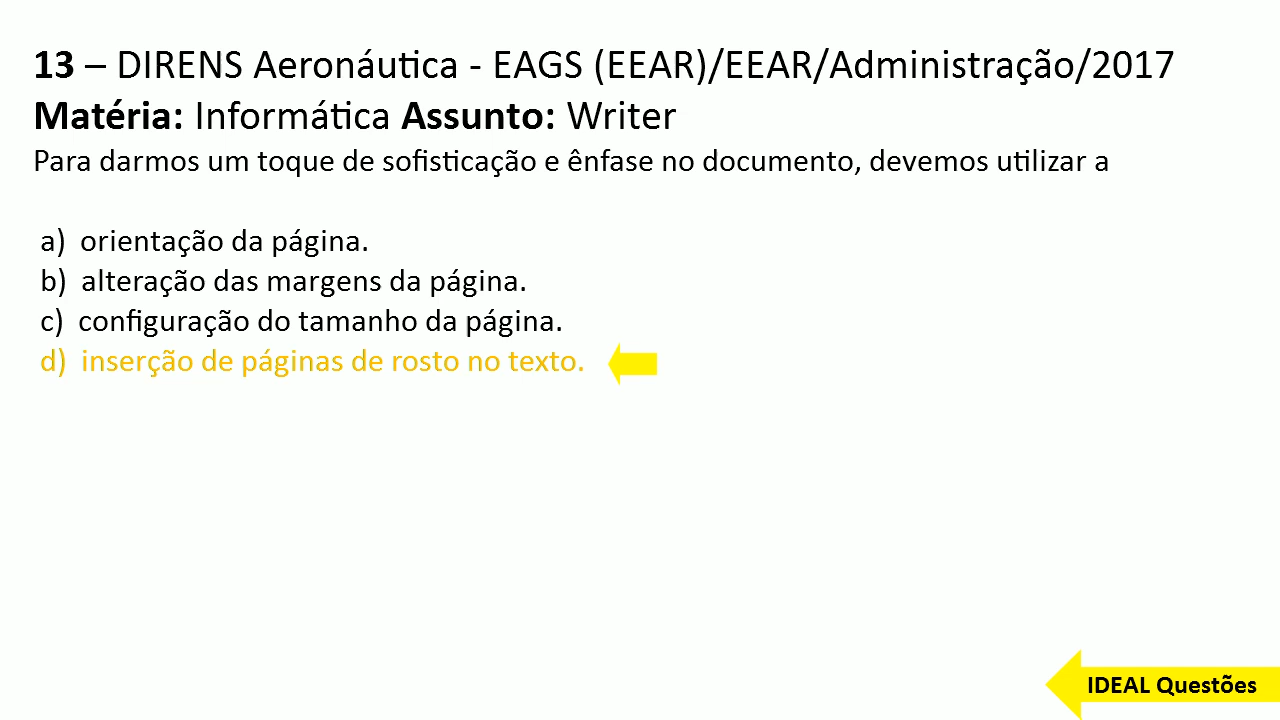 13 – DIRENS Aeronáutica - EAGS (EEAR)/EEAR/Administração/2017
Matéria: Informática Assunto: Writer
Para darmos um toque de sofisticação e ênfase no documento, devemos utilizar a
a) orientação da página.
b) alteração das margens da página.
c) configuração do tamanho da página.
d) inserção de páginas de rosto no texto.
IDEAL Questões